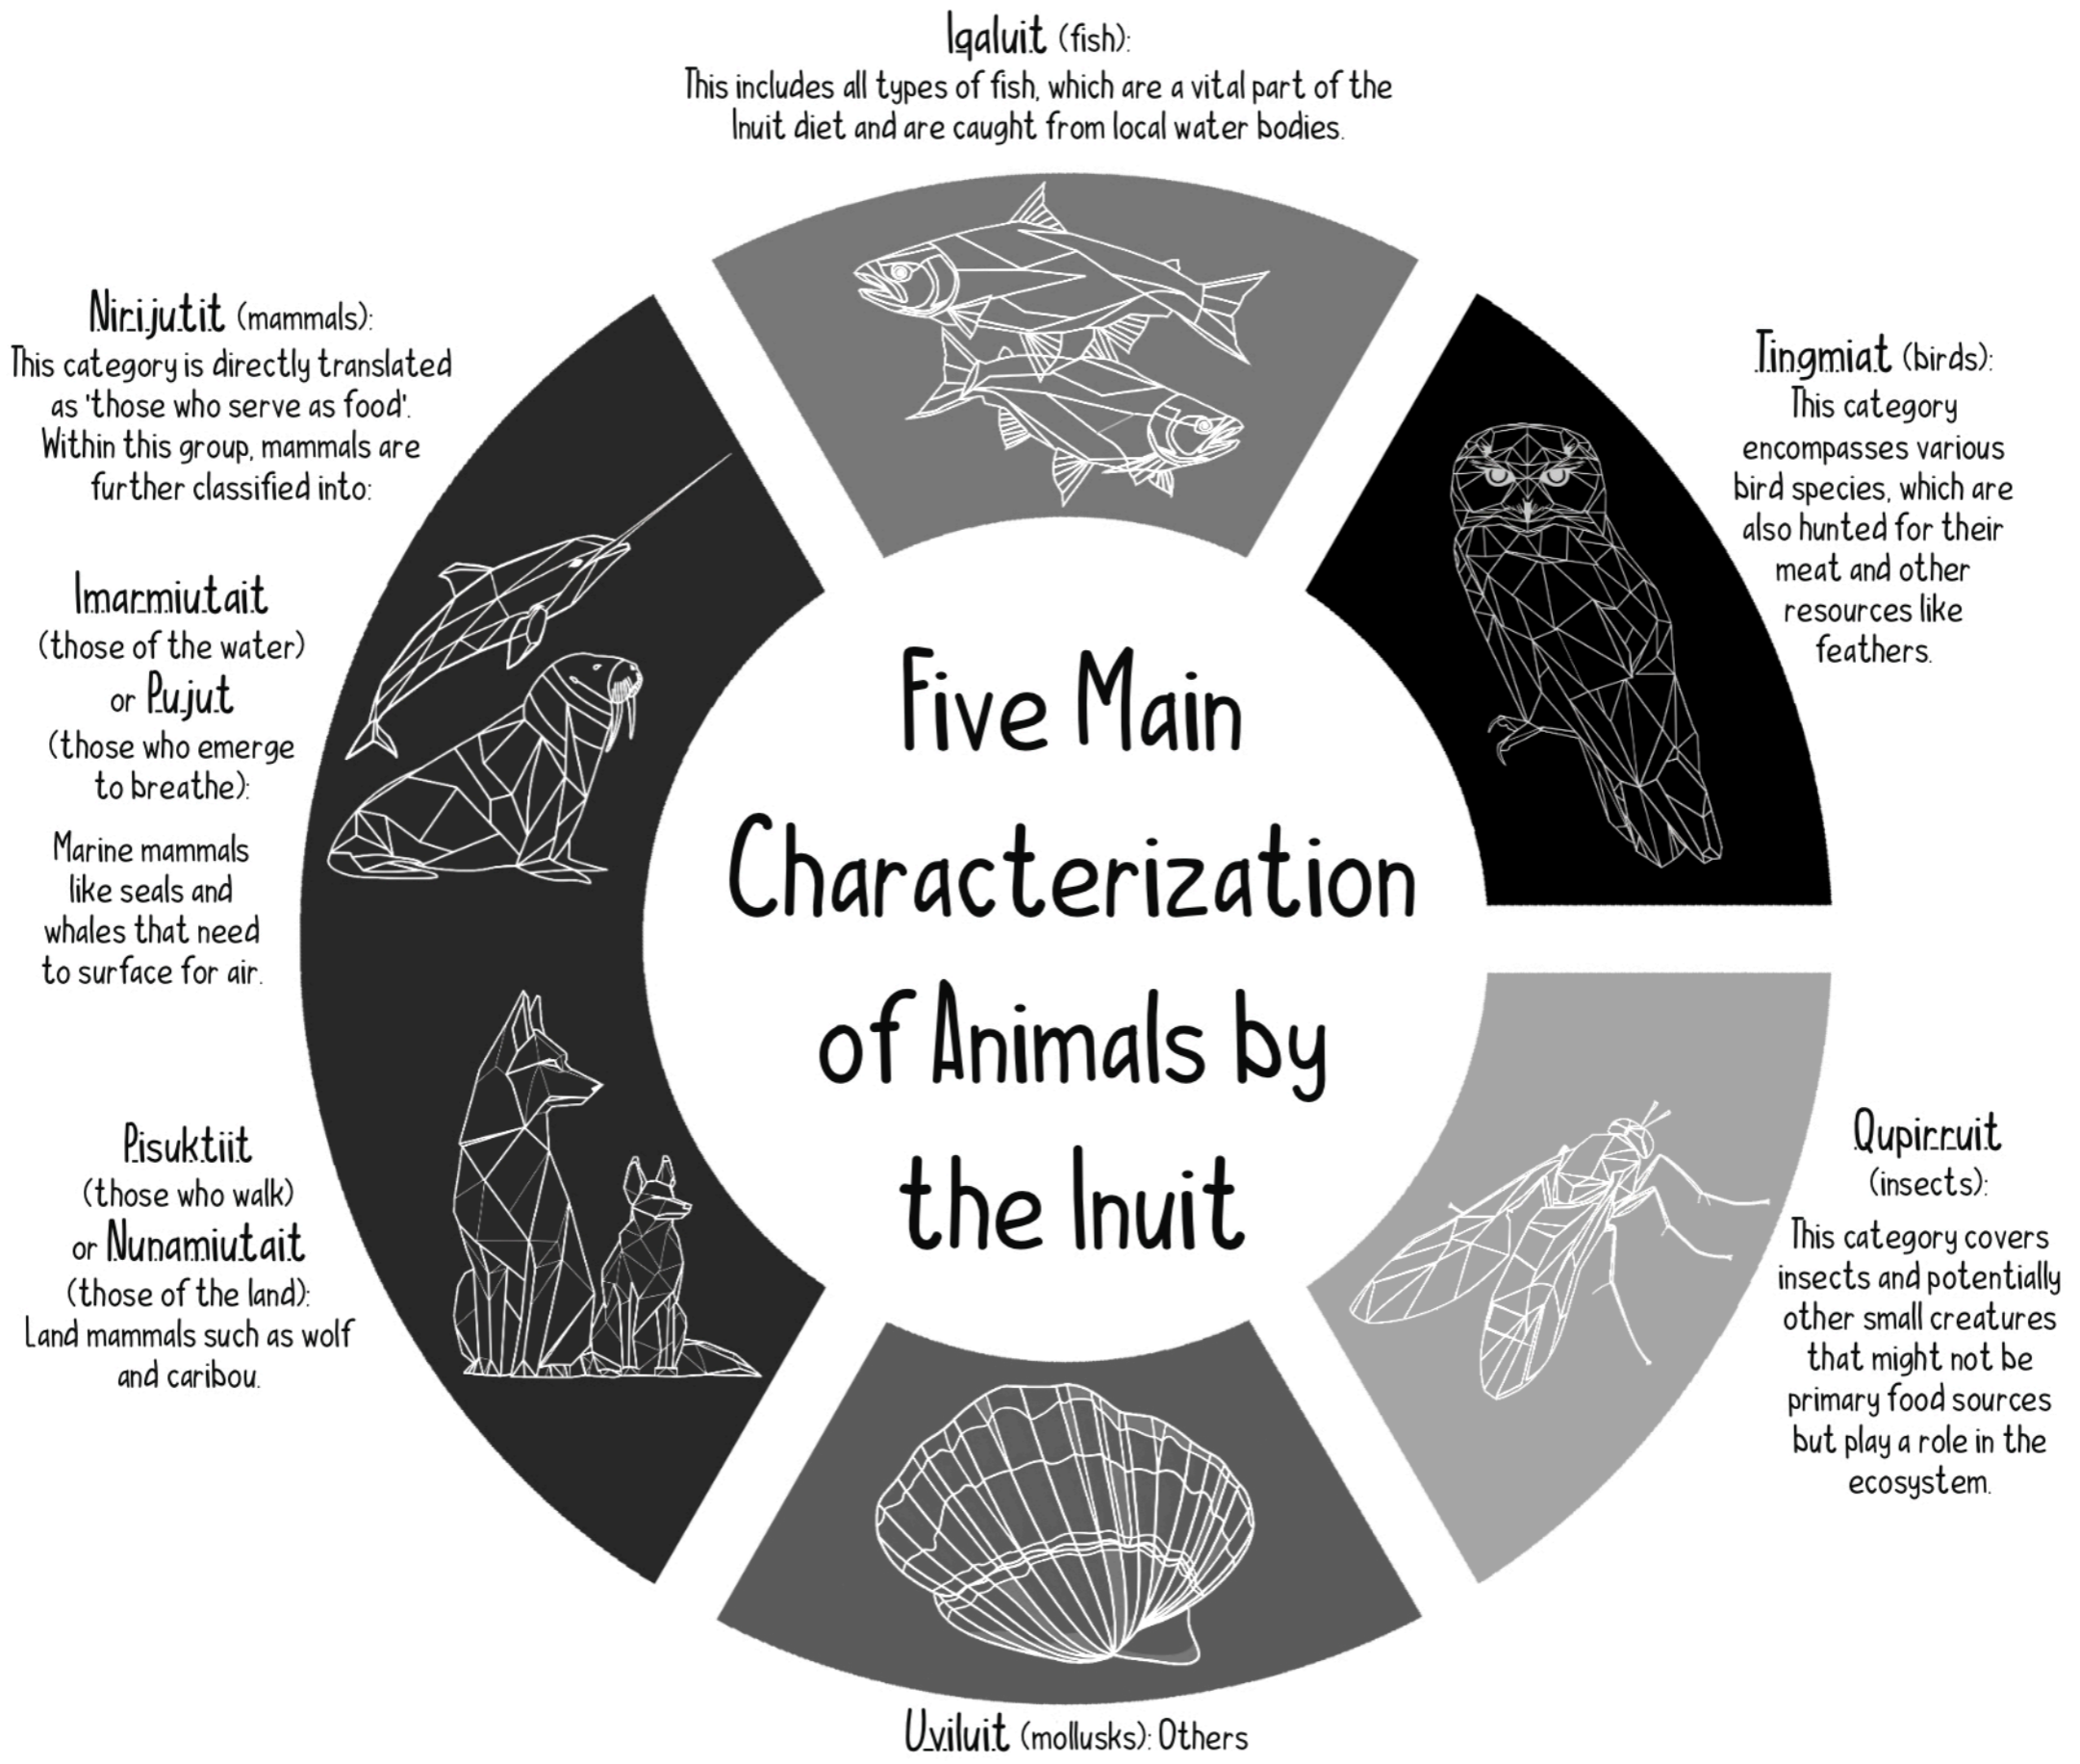 Iqaluit (fish):
This includes all types of fish, which are a vital part of the
Inuit diet and are caught from local water bodies.
Nirijutit (mammals):
This category is directly translated
as 'those who serve as food'.
Within this group, mammals are
further classified into:
Imarmiutait
(those of the water)
or Pujut
(those who emerge
to breathe):
Marine mammals
like seals and
whales that need
to surface for air.
Pisuktiit
(those who walk)
or Nunamiutait
(those of the land):
Land mammals such as wolf
and caribou.
Five Main
Characterization
of Animals by
the Inuit
Tingmiat (birds):
This category
encompasses various
bird species, which are
also hunted for their
meat and other
resources like
feathers.
Qupirruit
(insects):
This category covers
insects and potentially
other small creatures
that might not be
primary food sources
but play a role in the
ecosystem.
Uviluit (mollusks): Others